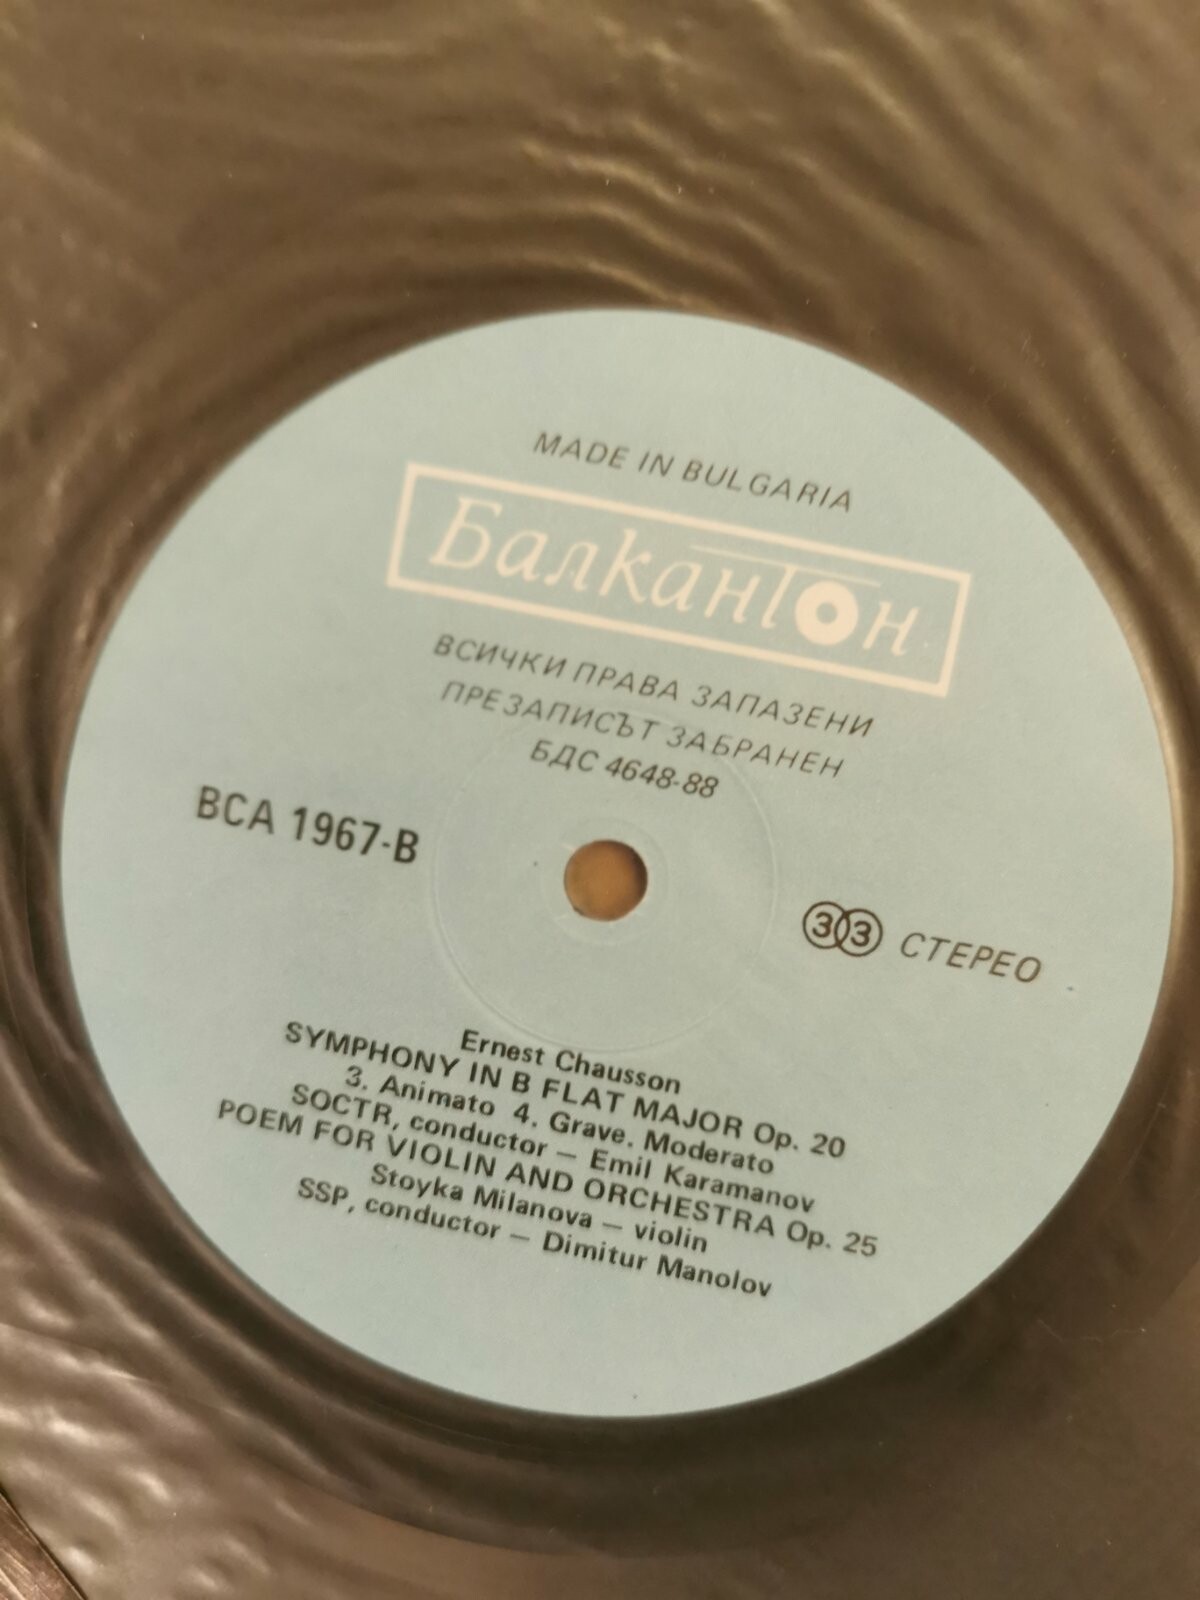 MADE IN BULGARIA
Балкантон
ВСИЧКИ ПРАВА ЗАПАЗЕНИ
ПРЕЗАПИСЪТ ЗАБРАНЕН
БДС 4648-88
ВСА 1967-В
33 СТЕРЕО
Ernest Chausson
SYMPHONY IN B FLAT MAJOR Op. 20
3. Animato 4. Grave. Moderato
SOCTR, conductor — Emil Karamanov
POEM FOR VIOLIN AND ORCHESTRA Op. 25
Stoyka Milanova — violin
SSP, conductor — Dimitur Manolov